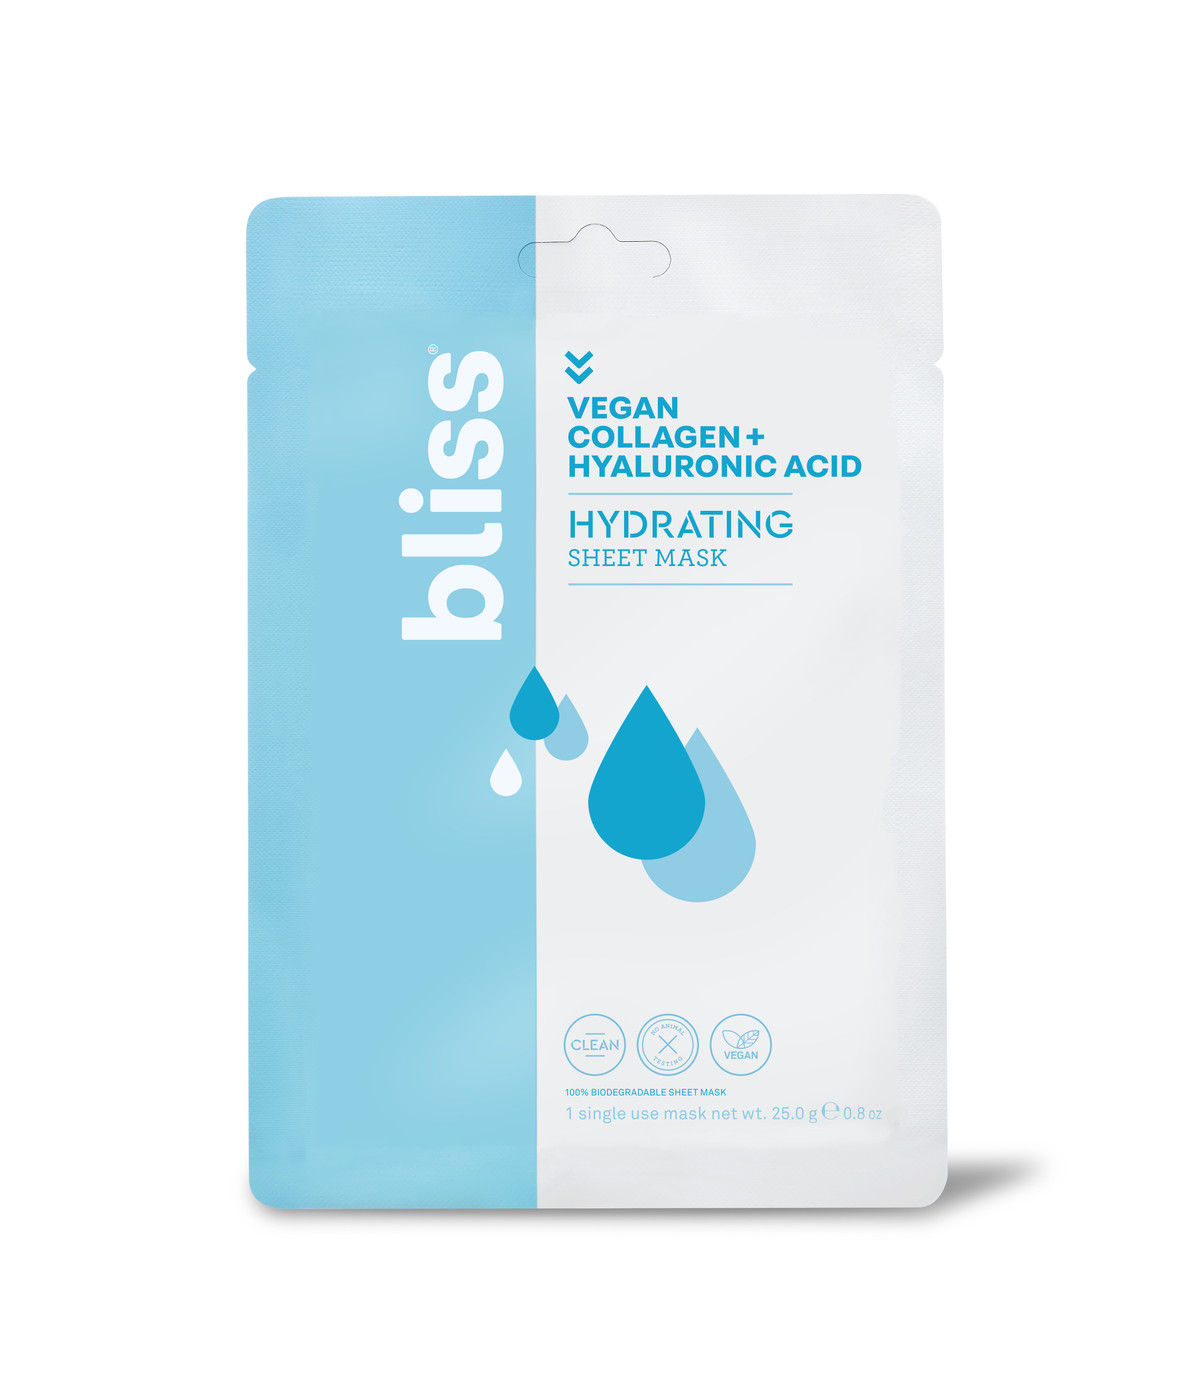 bliss®
VEGAN
COLLAGEN+
HYALURONIC ACID
HYDRATING
SHEET MASK
CLEAN
NO ANIMAL
TESTING
VEGAN
100% BIODEGRADABLE SHEET MASK
1 single use mask net wt. 25.0 g ℮ 0.8 oz